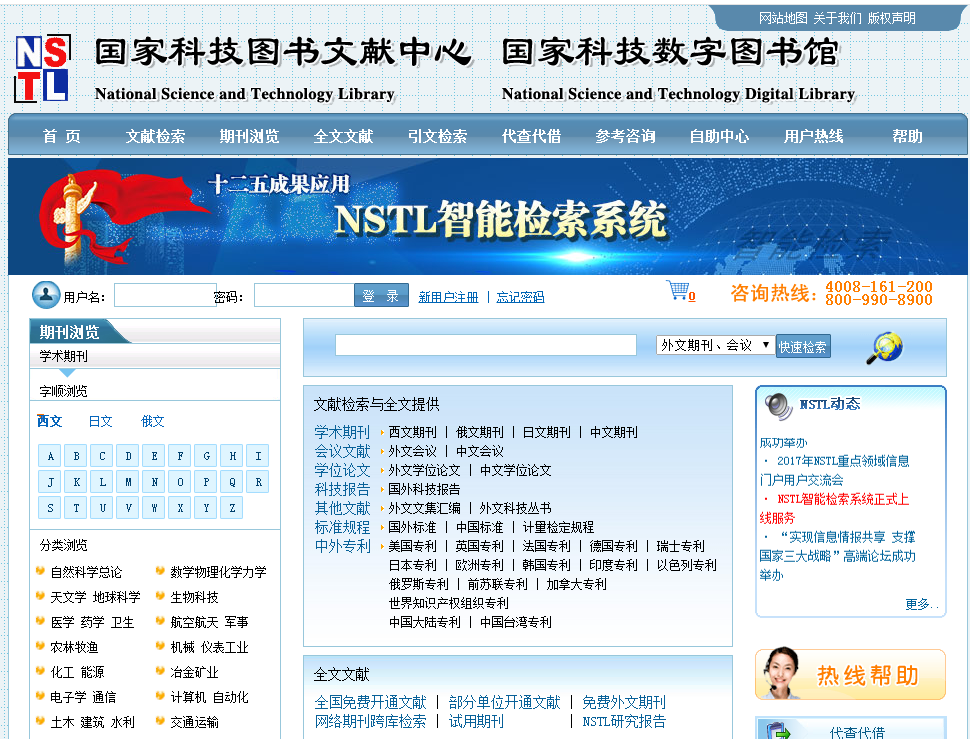 网站地图 关于我们 版权声明
NSTL
国家科技图书文献中心 国家科技数字图书馆
National Science and Technology Library National Science and Technology Digital Library
首 页 文献检索 期刊浏览 全文文献 引文检索 代查代借 参考咨询 自助中心 用户热线 帮助
十二五成果应用
NSTL智能检索系统
智能检索
用户名： 密码： 登 录 新用户注册 | 忘记密码 0 咨询热线： 4008-161-200
800-990-8900
期刊浏览
学术期刊
字顺浏览
西文 日文 俄文
A B C D E F G H I
J K L M N O P Q R
S T U V W X Y Z
分类浏览
自然科学总论 数学物理化学力学
天文学 地球科学 生物科技
医学 药学 卫生 航空航天 军事
农林牧渔 机械 仪表工业
化工 能源 冶金矿业
电子学 通信 计算机 自动化
土木 建筑 水利 交通运输
外文期刊、会议 ▼ 快速检索
文献检索与全文提供
学术期刊 西文期刊 | 俄文期刊 | 日文期刊 | 中文期刊
会议文献 外文会议 | 中文会议
学位论文 外文学位论文 | 中文学位论文
科技报告 国外科技报告
其他文献 外文文集汇编 | 外文科技丛书
标准规程 国外标准 | 中国标准 | 计量检定规程
中外专利 美国专利 | 英国专利 | 法国专利 | 德国专利 | 瑞士专利
日本专利 | 欧洲专利 | 韩国专利 | 印度专利 | 以色列专利
俄罗斯专利 | 前苏联专利 | 加拿大专利
世界知识产权组织专利
中国大陆专利 | 中国台湾专利
全文文献
全国免费开通文献 | 部分单位开通文献 | 免费外文期刊
网络期刊跨库检索 | 试用期刊 | NSTL研究报告
NSTL动态
成功举办
· 2017年NSTL重点领域信息
门户用户交流会
· NSTL智能检索系统正式上
线服务
· “实现信息情报共享 支撑
国家三大战略”高端论坛成功
举办
更多..
热线帮助
代查代借